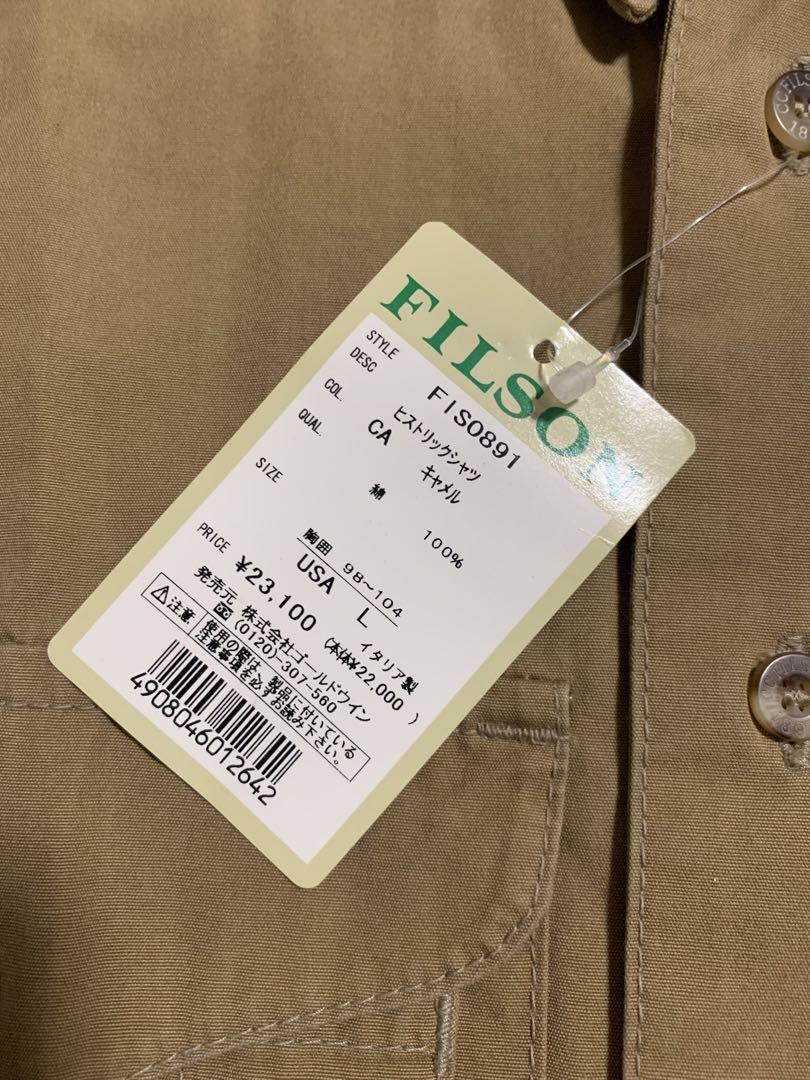 FILSON
STYLE FIS0891
DESC ヒストリックシャツ
COL. CA キャメル
QUAL. 綿 100%
SIZE 胸囲 98~104
USA L
イタリア製
PRICE ¥23,100 (本体¥22,000)
発売元 株式会社ゴールドウイン
(0120)-307-560
⚠注意 使用の際は、製品に付いている
注意事項を必ずお読み下さい。
4908046012642